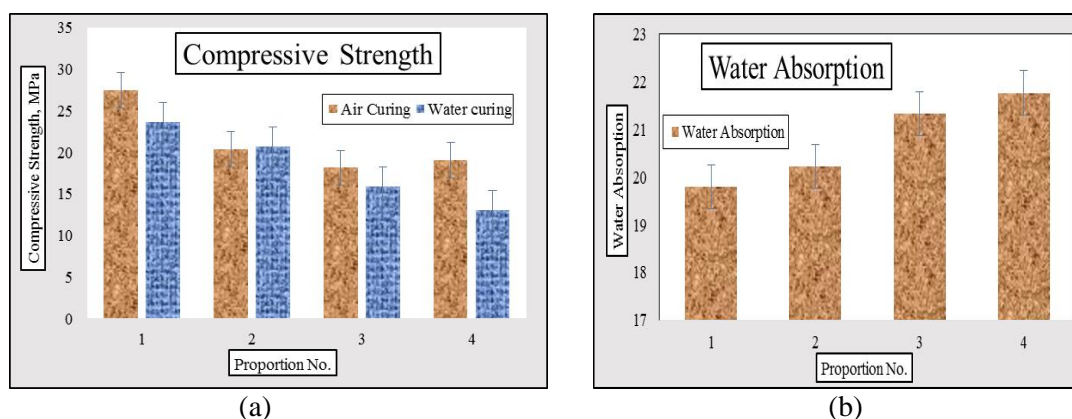 Compressive Strength
Air Curing
Water curing
Compressive Strength, MPa
35
30
25
20
15
10
5
0
1 2 3 4
Proportion No.
(a)
Water Absorption
Water Absorption
Water Absorption
23
22
21
20
19
18
17
1 2 3 4
Proportion No.
(b)